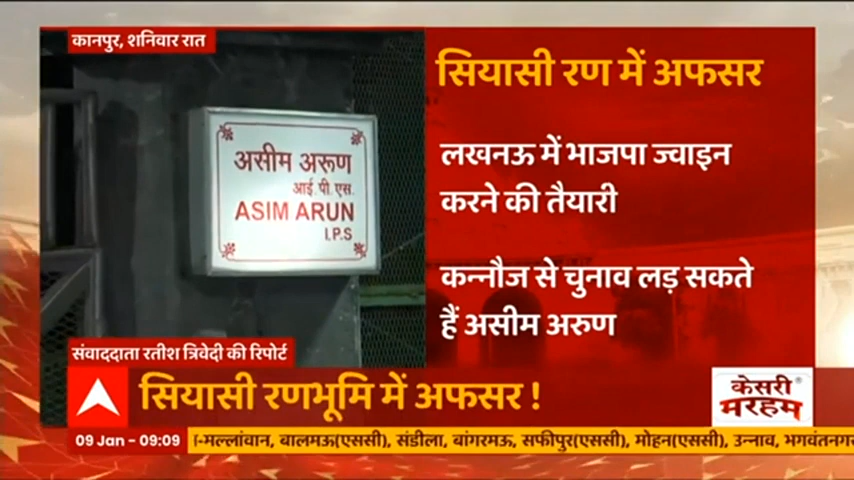 कानपुर, शनिवार रात
सियासी रण में अफसर
असीम अरूण
आई.पी.एस.
ASIM ARUN
I.P.S
लखनऊ में भाजपा ज्वाइन
करने की तैयारी
कन्नौज से चुनाव लड़ सकते
हैं असीम अरुण
संवाददाता रतीश त्रिवेदी की रिपोर्ट
सियासी रणभूमि में अफसर !
केसरी
मरहम
09 Jan - 09:09
-मल्लांवान, बालमऊ(एससी), संडीला, बांगरमऊ, सफीपुर(एससी), मोहन(एससी), उन्नाव, भगवंतनगर